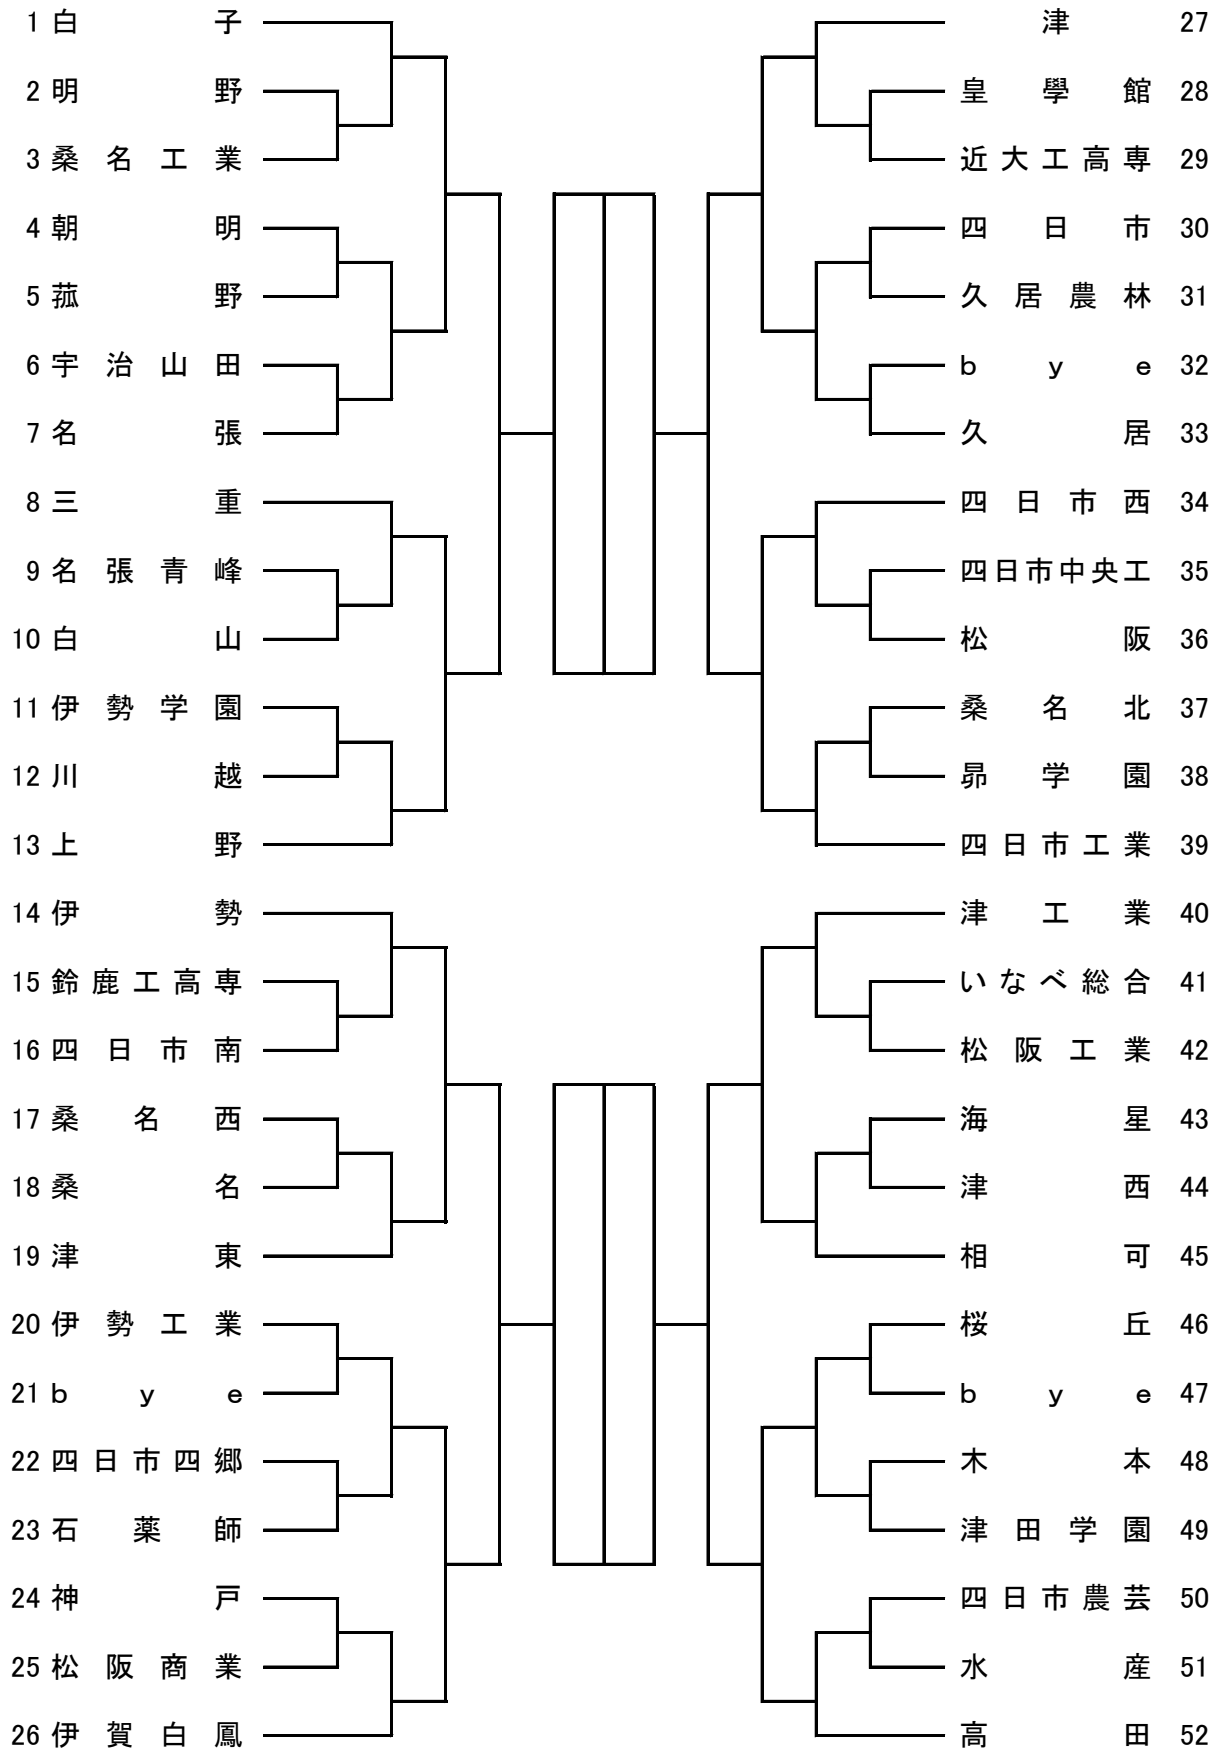 1 白子
2 明野
3 桑名工業
4 朝明
5 菰野
6 宇治山田
7 名張
8 三重
9 名張青峰
10 白山
11 伊勢学園
12 川越
13 上野
14 伊勢
15 鈴鹿工高専
16 四日市南
17 桑名西
18 桑名
19 津東
20 伊勢工業
21 bye
22 四日市四郷
23 石薬師
24 神戸
25 松阪商業
26 伊賀白鳳
津 27
皇學館 28
近大工高専 29
四日市 30
久居農林 31
bye 32
久居 33
四日市西 34
四日市中央工 35
松阪 36
桑名北 37
昴学園 38
四日市工業 39
津工業 40
いなべ総合 41
松阪工業 42
海星 43
津西 44
相可 45
桜丘 46
bye 47
木本 48
津田学園 49
四日市農芸 50
水産 51
高田 52